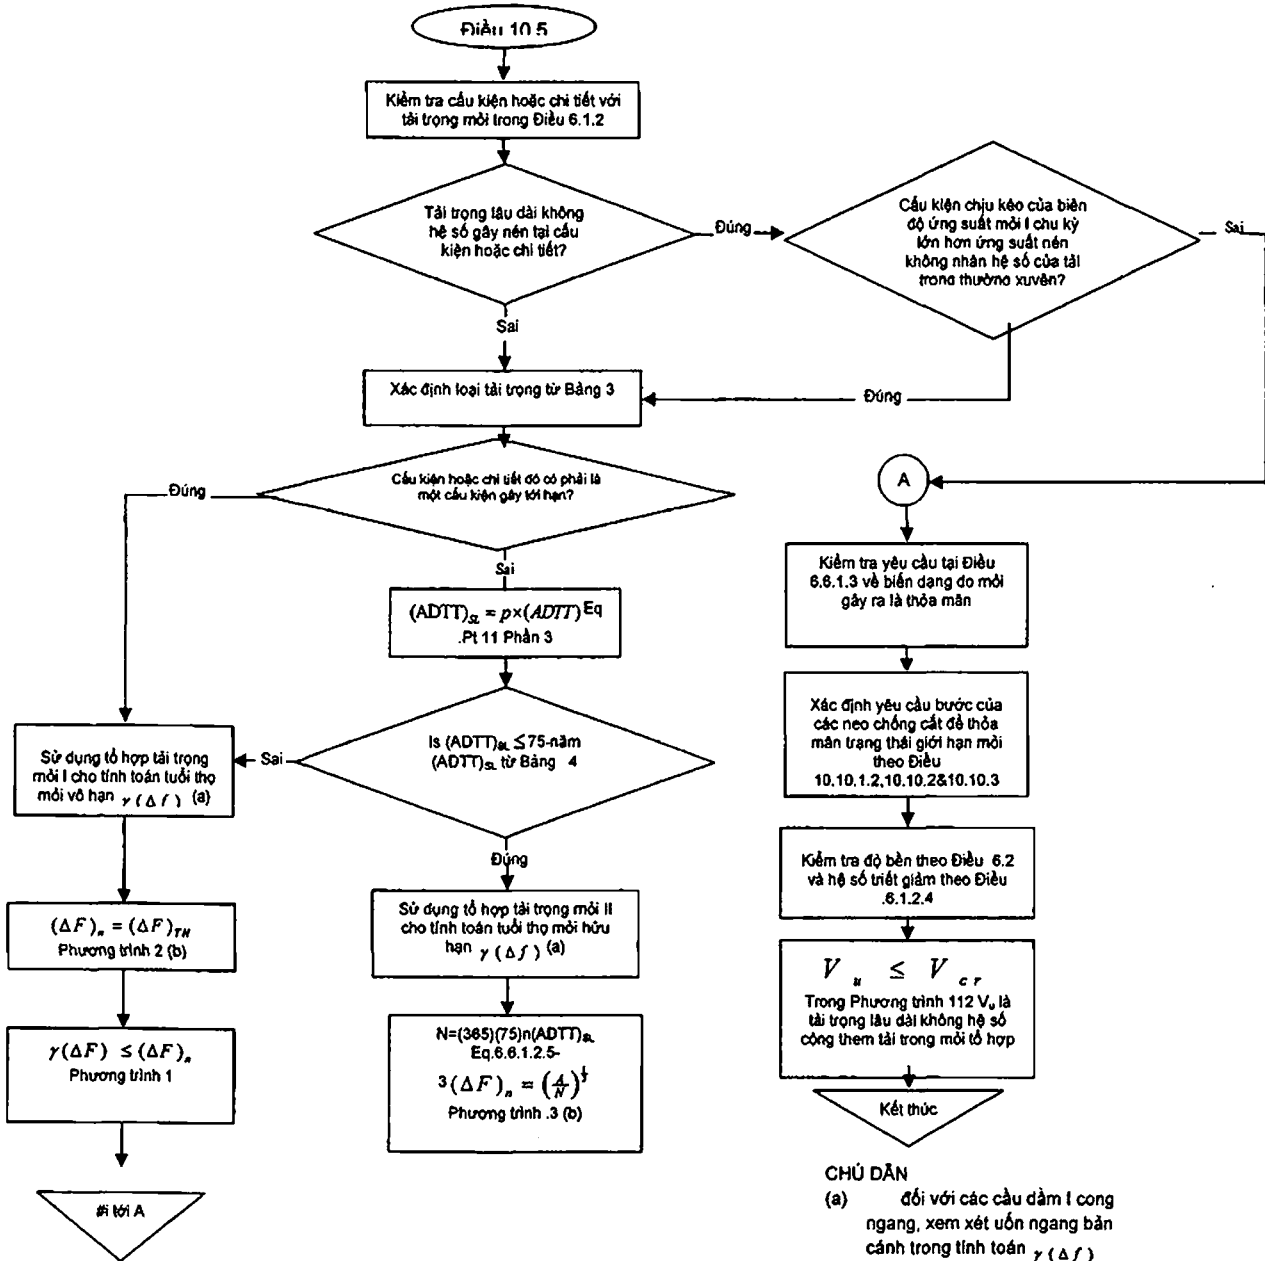 Điều 10.5
Kiểm tra cấu kiện hoặc chi tiết với
tải trọng mỏi trong Điều 6.1.2
Tải trọng lâu dài không
hệ số gây nén tại cấu
kiện hoặc chi tiết?
Đúng
Cấu kiện chịu kéo của biên
độ ứng suất mỏi I chu kỳ
lớn hơn ứng suất nén
không nhân hệ số của tải
trọng thường xuyên?
Sai
Sai
Xác định loại tải trọng từ Bảng 3
Đúng
Cấu kiện hoặc chi tiết đó có phải là
một cấu kiện gây tới hạn?
Đúng
Sai
(ADTT)SL = p×(ADTT) Eq
.Pt 11 Phần 3
Is (ADTT)SL ≤ 75-năm
(ADTT)SL từ Bảng 4
Sai
Sử dụng tổ hợp tải trọng
mỏi I cho tính toán tuổi thọ
mỏi vô hạn γ(Δf) (a)
Đúng
Sử dụng tổ hợp tải trọng mỏi II
cho tính toán tuổi thọ mỏi hữu
hạn γ(Δf) (a)
(ΔF)n = (ΔF)TH
Phương trình 2 (b)
γ(ΔF) ≤ (ΔF)n
Phương trình 1
#i tới A
N=(365)(75)n(ADTT)SL
Eq.6.6.1.2.5-
3 (ΔF)n = (A/N)^⅓
Phương trình .3 (b)
A
Kiểm tra yêu cầu tại Điều
6.6.1.3 về biến dạng do mỏi
gây ra là thỏa mãn
Xác định yêu cầu bước của
các neo chống cắt để thỏa
mãn trạng thái giới hạn mỏi
theo Điều
10.10.1.2,10.10.2&10.10.3
Kiểm tra độ bền theo Điều 6.2
và hệ số triết giảm theo Điều
.6.1.2.4
Vu ≤ Vcr
Trong Phương trình 112 Vu là
tải trọng lâu dài không hệ số
cộng them tải trong mỏi tổ hợp
Kết thúc
CHÚ DẪN
(a) đối với các cầu dầm I cong
ngang, xem xét uốn ngang bản
cánh trong tính toán γ(Δf)